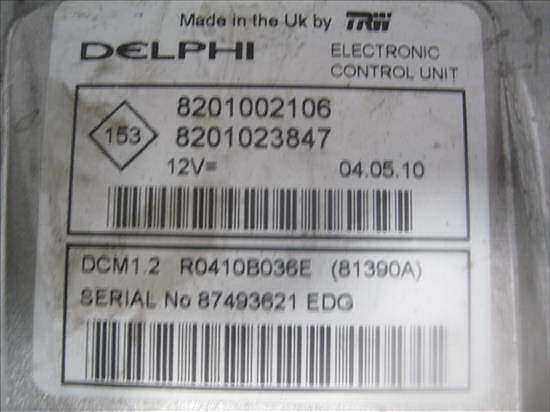 Made in the Uk by TRW
DELPHI
ELECTRONIC
CONTROL UNIT
153
8201002106
8201023847
12V=
04.05.10
DCM1.2 R0410B036E (81390A)
SERIAL No 87493621 EDG